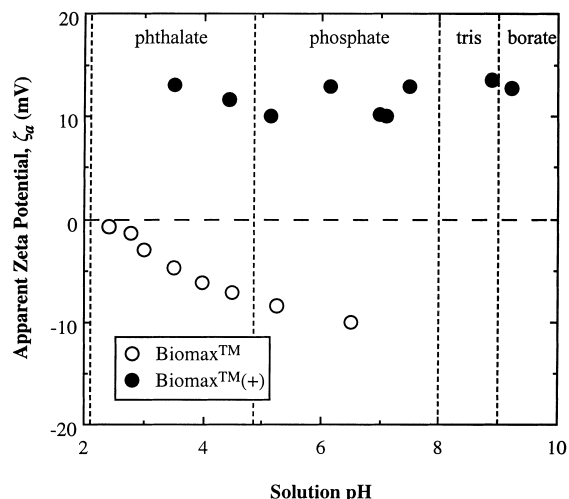 20
10
0
-10
-20
Apparent Zeta Potential, ζa (mV)
phthalate phosphate tris borate
Biomax™
Biomax™(+)
2 4 6 8 10
Solution pH